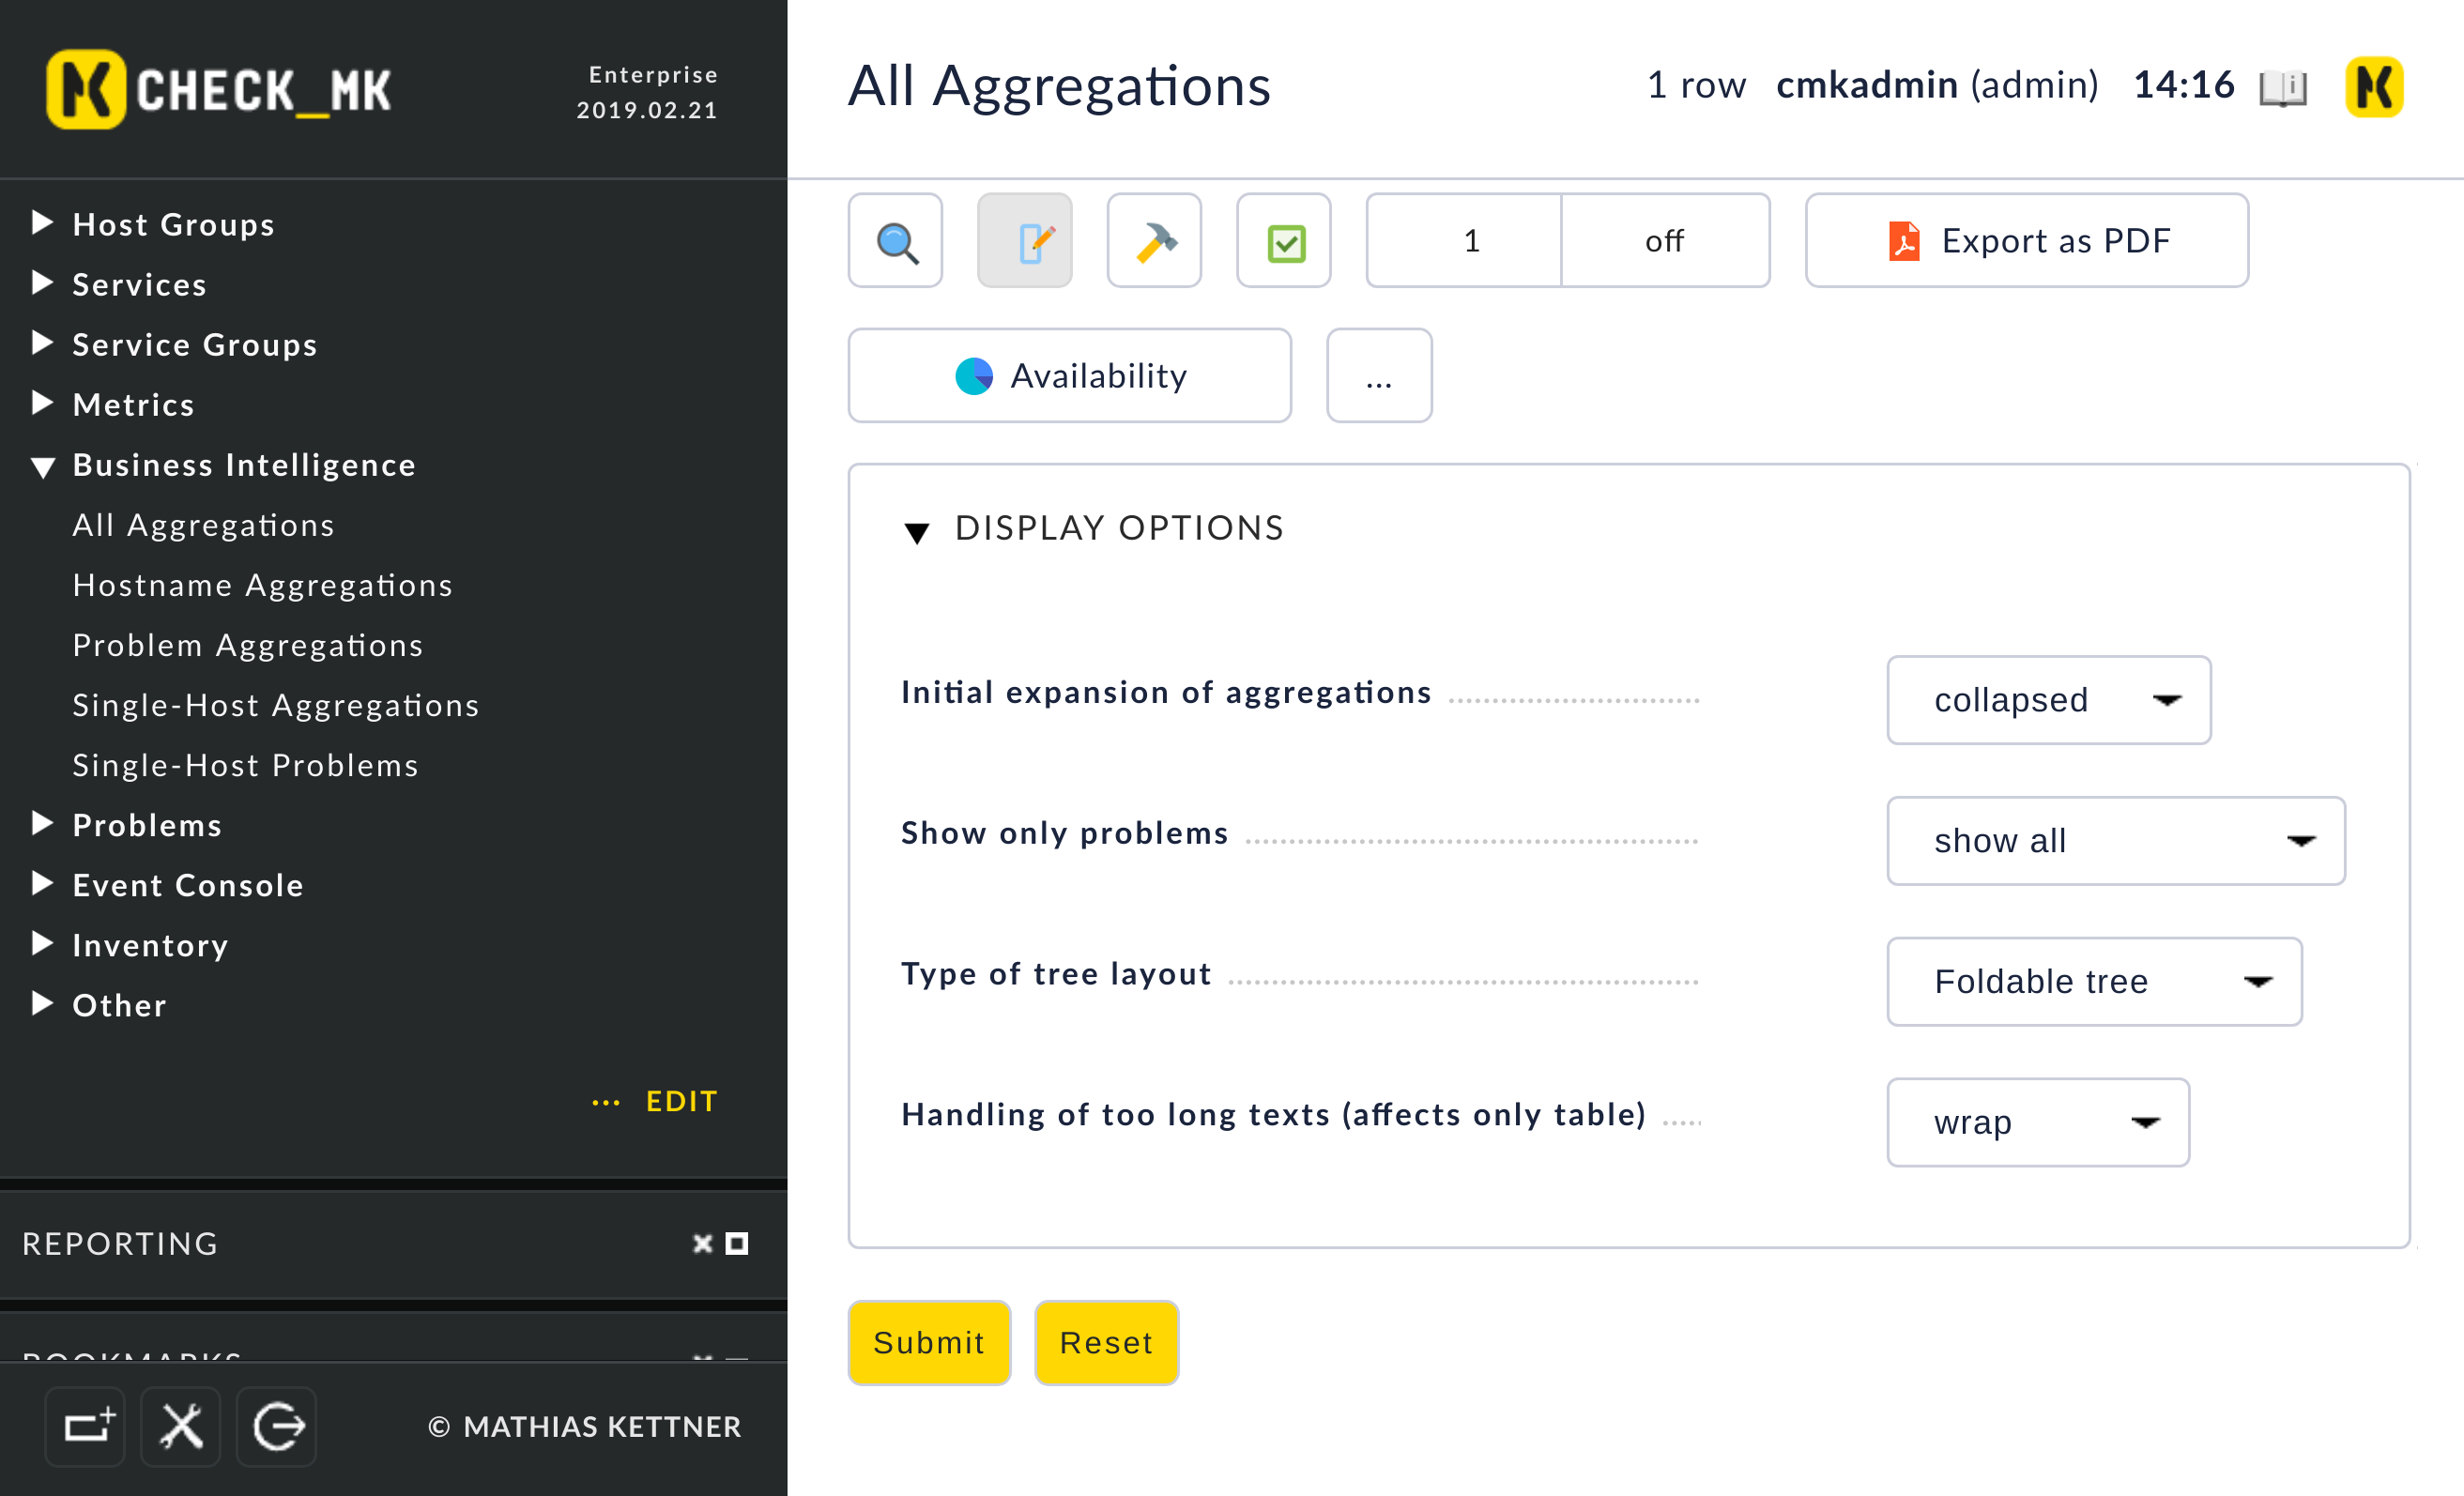 CHECK_MK
Enterprise
2019.02.21
Host Groups
Services
Service Groups
Metrics
Business Intelligence
All Aggregations
Hostname Aggregations
Problem Aggregations
Single-Host Aggregations
Single-Host Problems
Problems
Event Console
Inventory
Other
... EDIT
REPORTING
BOOKMARKS
© MATHIAS KETTNER
All Aggregations
1 row cmkadmin (admin) 14:16
1 off Export as PDF
Availability ...
DISPLAY OPTIONS
Initial expansion of aggregations collapsed
Show only problems show all
Type of tree layout Foldable tree
Handling of too long texts (affects only table) wrap
Submit Reset